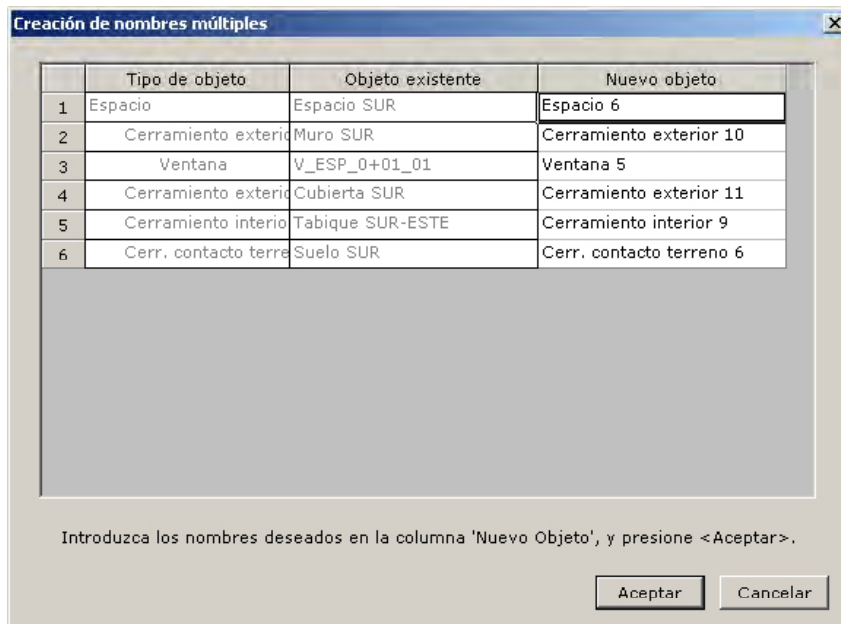 Creación de nombres múltiples
Tipo de objeto Objeto existente Nuevo objeto
1 Espacio Espacio SUR Espacio 6
2 Cerramiento exterio Muro SUR Cerramiento exterior 10
3 Ventana V_ESP_0+01_01 Ventana 5
4 Cerramiento exterio Cubierta SUR Cerramiento exterior 11
5 Cerramiento interio Tabique SUR-ESTE Cerramiento interior 9
6 Cerr. contacto terre Suelo SUR Cerr. contacto terreno 6
Introduzca los nombres deseados en la columna 'Nuevo Objeto', y presione <Aceptar>.
Aceptar Cancelar